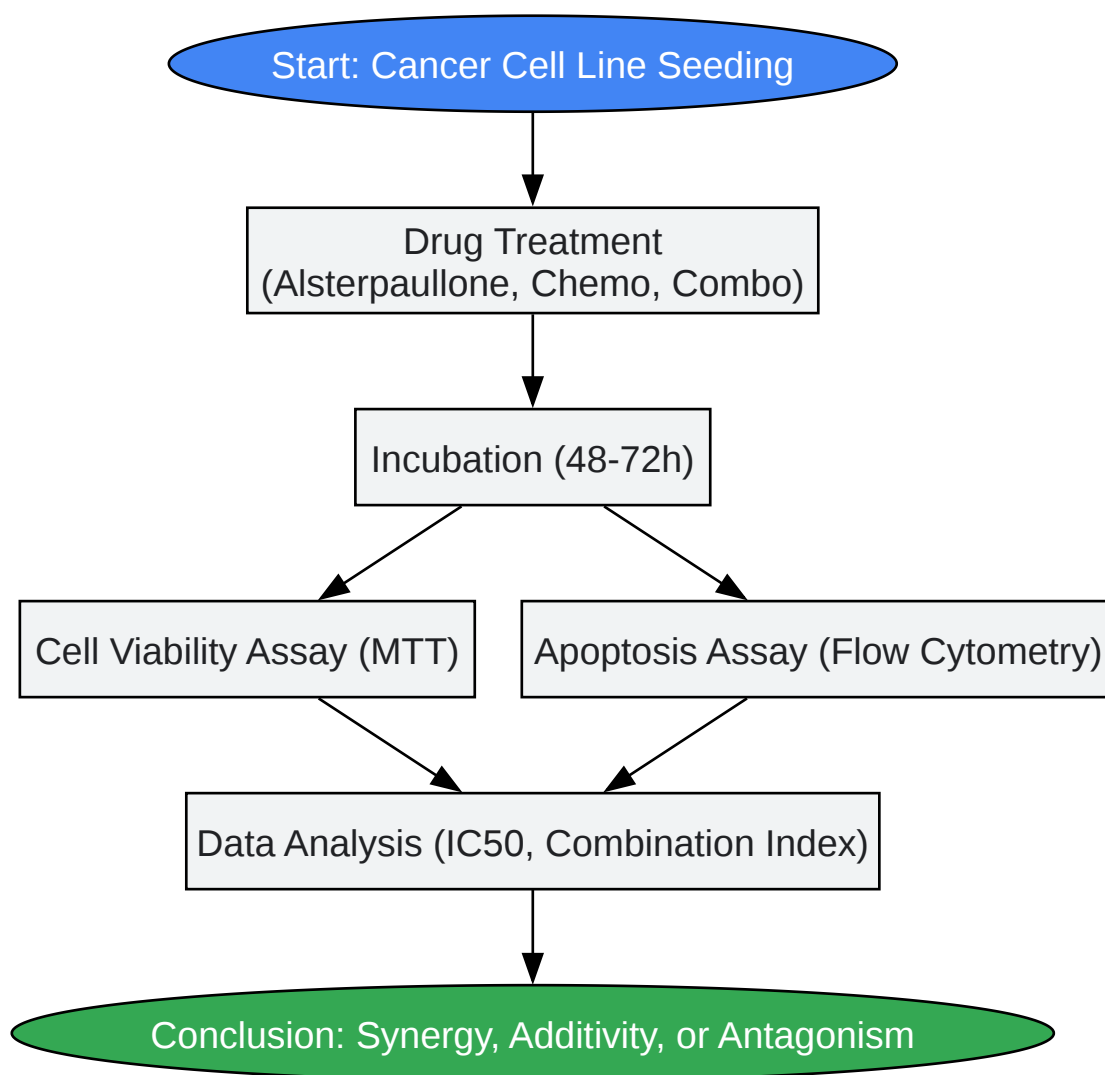 Start: Cancer Cell Line Seeding
Drug Treatment
(Alsterpaullone, Chemo, Combo)
Incubation (48-72h)
Cell Viability Assay (MTT)
Apoptosis Assay (Flow Cytometry)
Data Analysis (IC50, Combination Index)
Conclusion: Synergy, Additivity, or Antagonism